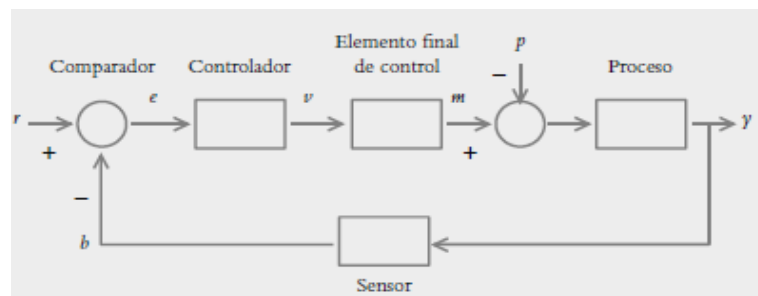 Elemento final
de control
p
Comparador
Controlador
−
Proceso
e
v
m
r
y
+
+
−
b
Sensor